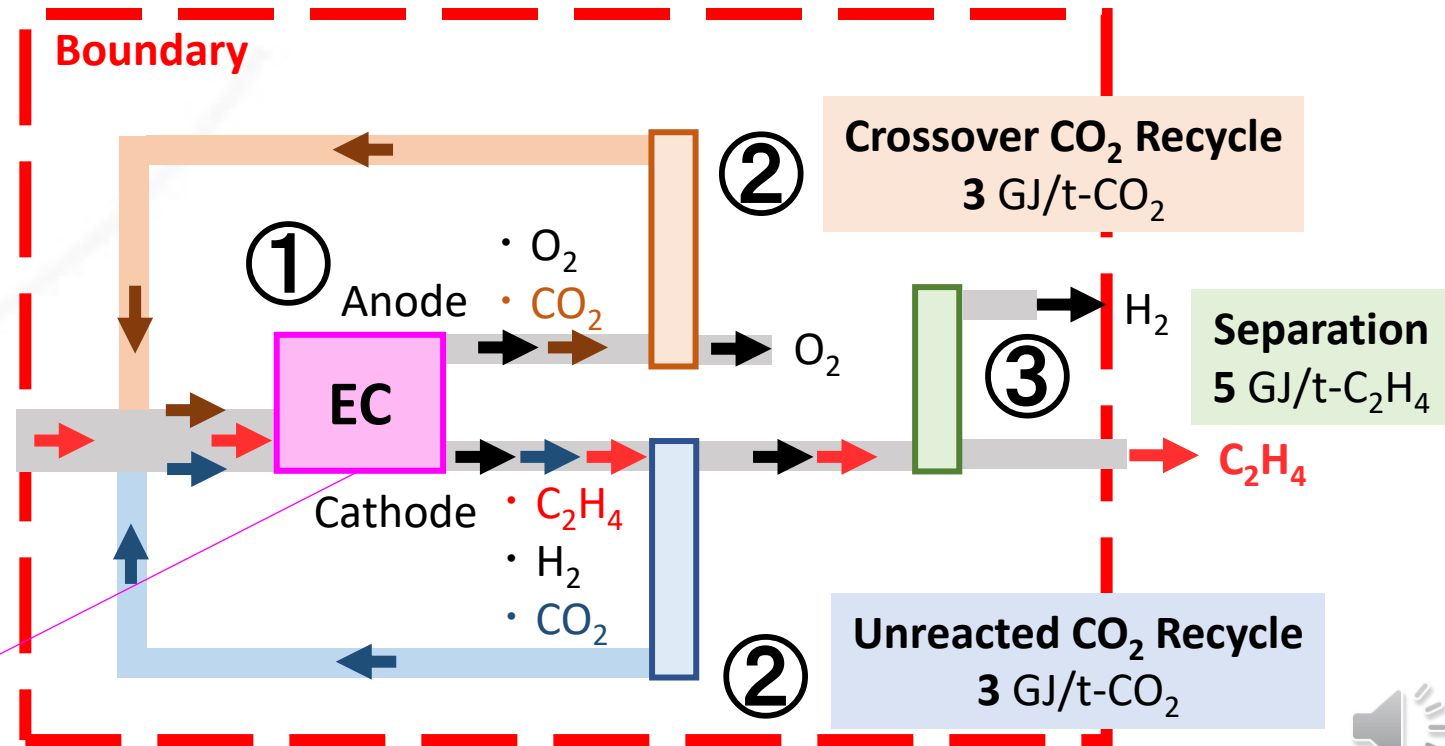 Boundary
②
Crossover CO₂ Recycle
3 GJ/t-CO₂
①
Anode
・ O₂
・ CO₂
O₂
H₂
③
Separation
5 GJ/t-C₂H₄
EC
C₂H₄
Cathode
・ C₂H₄
・ H₂
・ CO₂
②
Unreacted CO₂ Recycle
3 GJ/t-CO₂